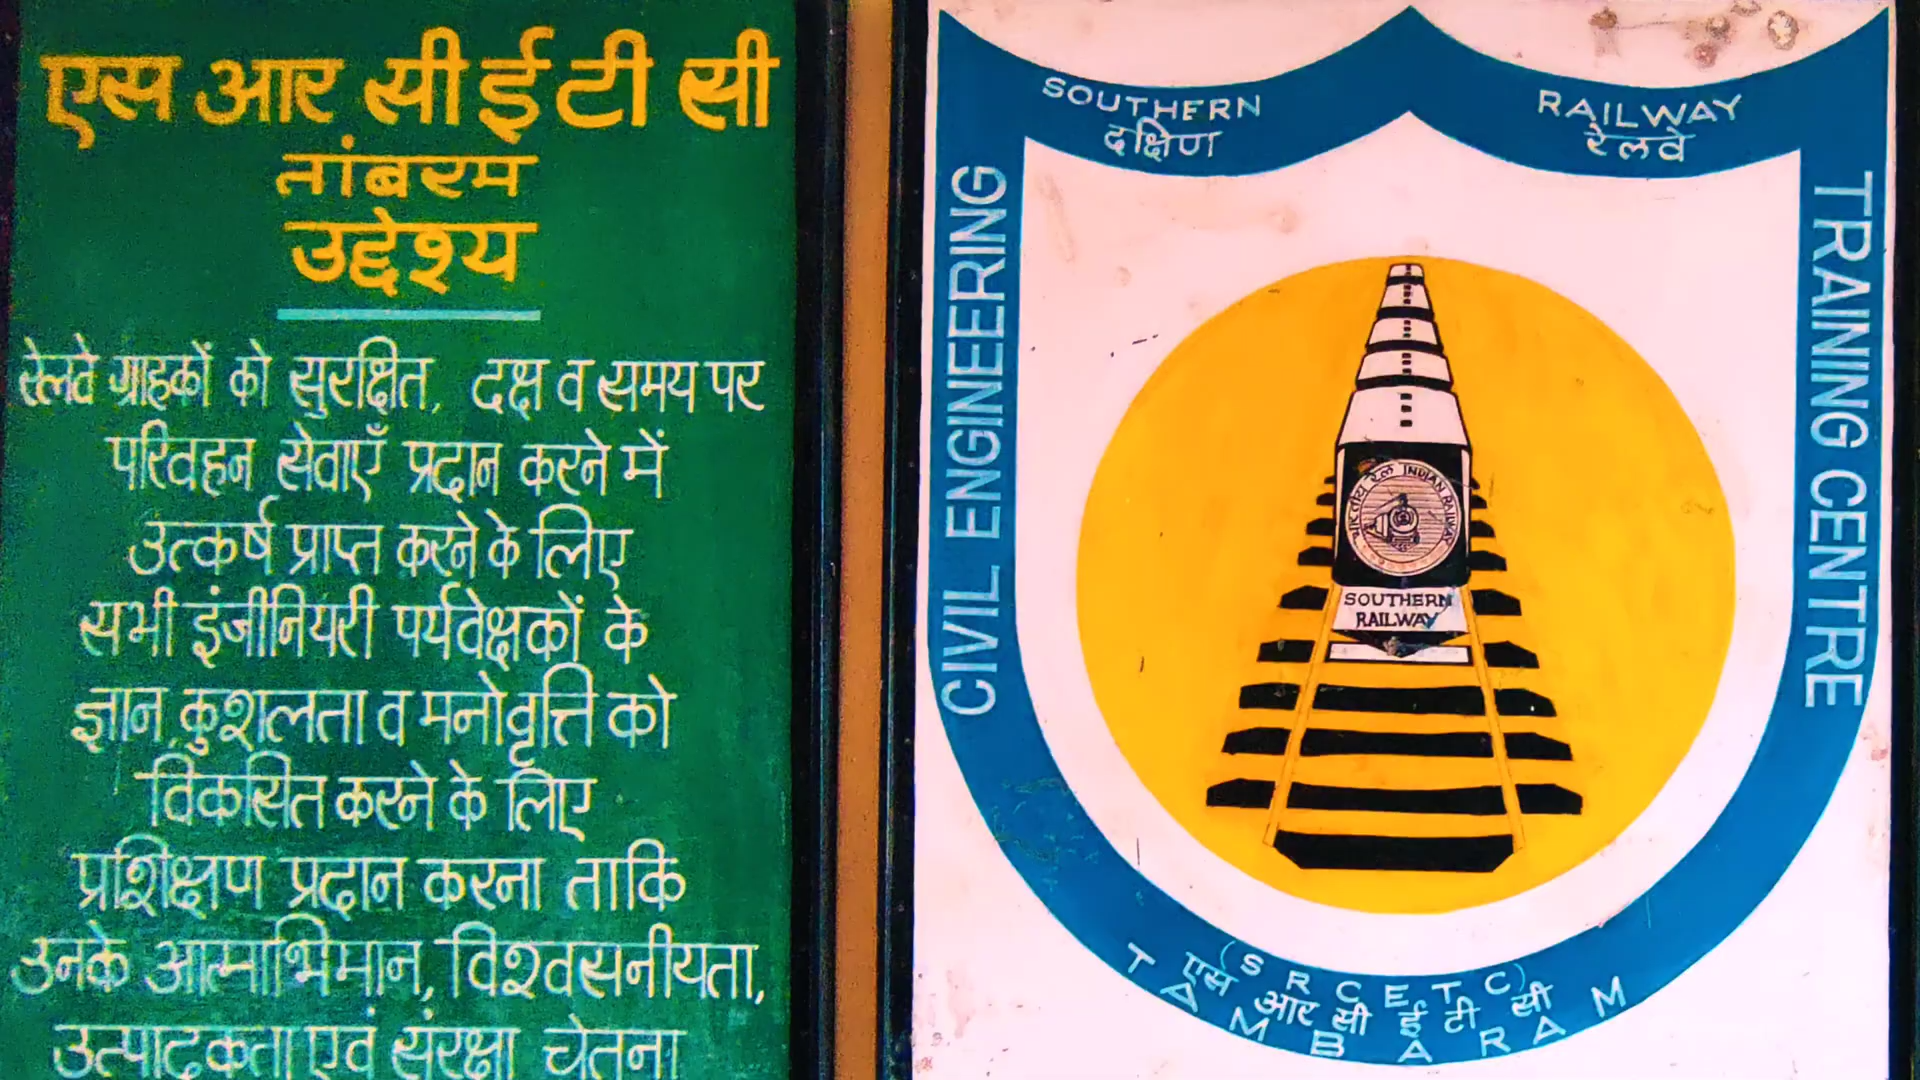 एस आर सी ई टी सी
तांबरम
उद्देश्य
रेलवे ग्राहकों को सुरक्षित, दक्ष व समय पर
परिवहन सेवाएँ प्रदान करने में
उत्कर्ष प्राप्त करने के लिए
सभी इंजीनियरी पर्यवेक्षकों के
ज्ञान, कुशलता व मनोवृत्ति को
विकसित करने के लिए
प्रशिक्षण प्रदान करना ताकि
उनके आत्माभिमान, विश्वसनीयता,
उत्पादकता एवं संरक्षा चेतना
SOUTHERN RAILWAY
दक्षिण रेलवे
CIVIL ENGINEERING
TRAINING CENTRE
भारतीय रेल INDIAN RAILWAY
SOUTHERN
RAILWAY
(S R C E T C)
एस आर सी ई टी सी
TAMBARAM